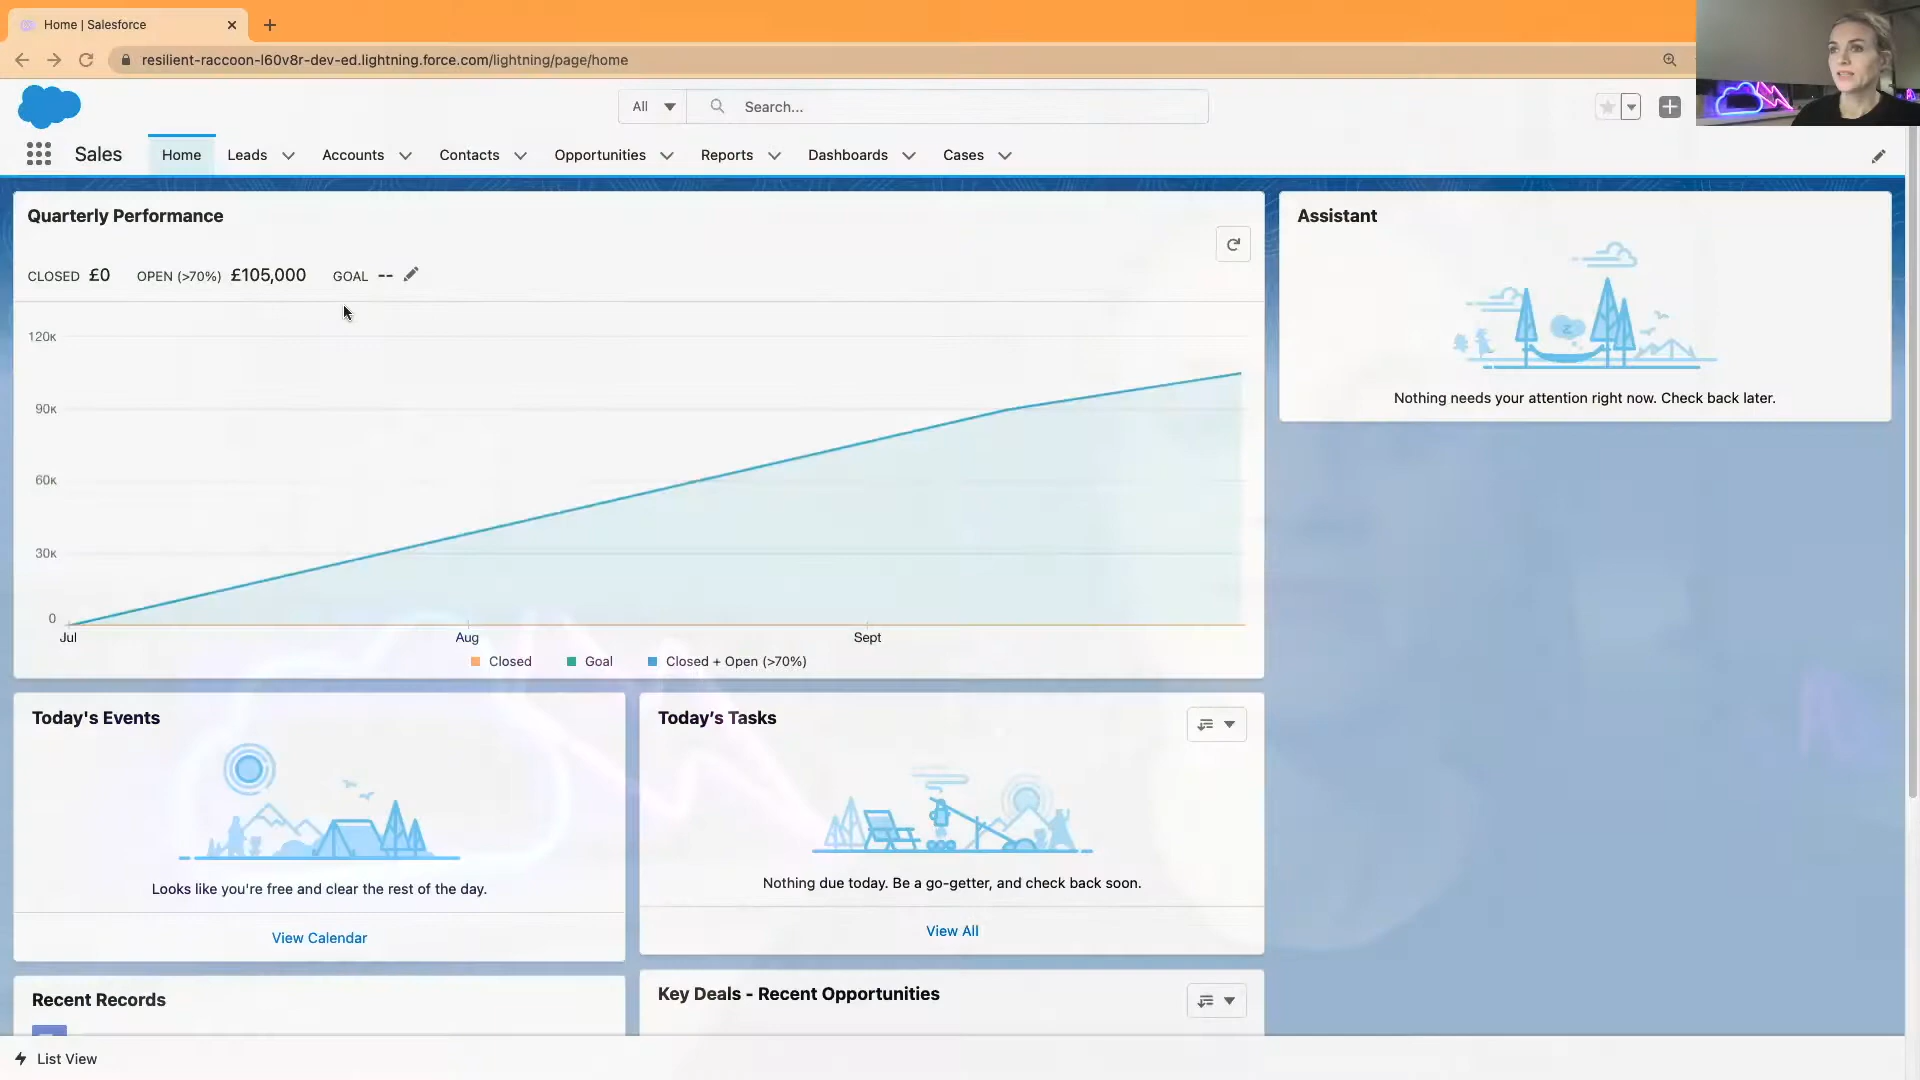 Home | Salesforce
resilient-raccoon-l60v8r-dev-ed.lightning.force.com/lightning/page/home
All
Search...
Sales
Home
Leads
Accounts
Contacts
Opportunities
Reports
Dashboards
Cases
Quarterly Performance
CLOSED £0 OPEN (>70%) £105,000 GOAL --
120K
90K
60K
30K
0
Jul
Aug
Sept
Closed
Goal
Closed + Open (>70%)
Assistant
Nothing needs your attention right now. Check back later.
Today's Events
Looks like you're free and clear the rest of the day.
View Calendar
Today's Tasks
Nothing due today. Be a go-getter, and check back soon.
View All
Recent Records
Key Deals - Recent Opportunities
List View